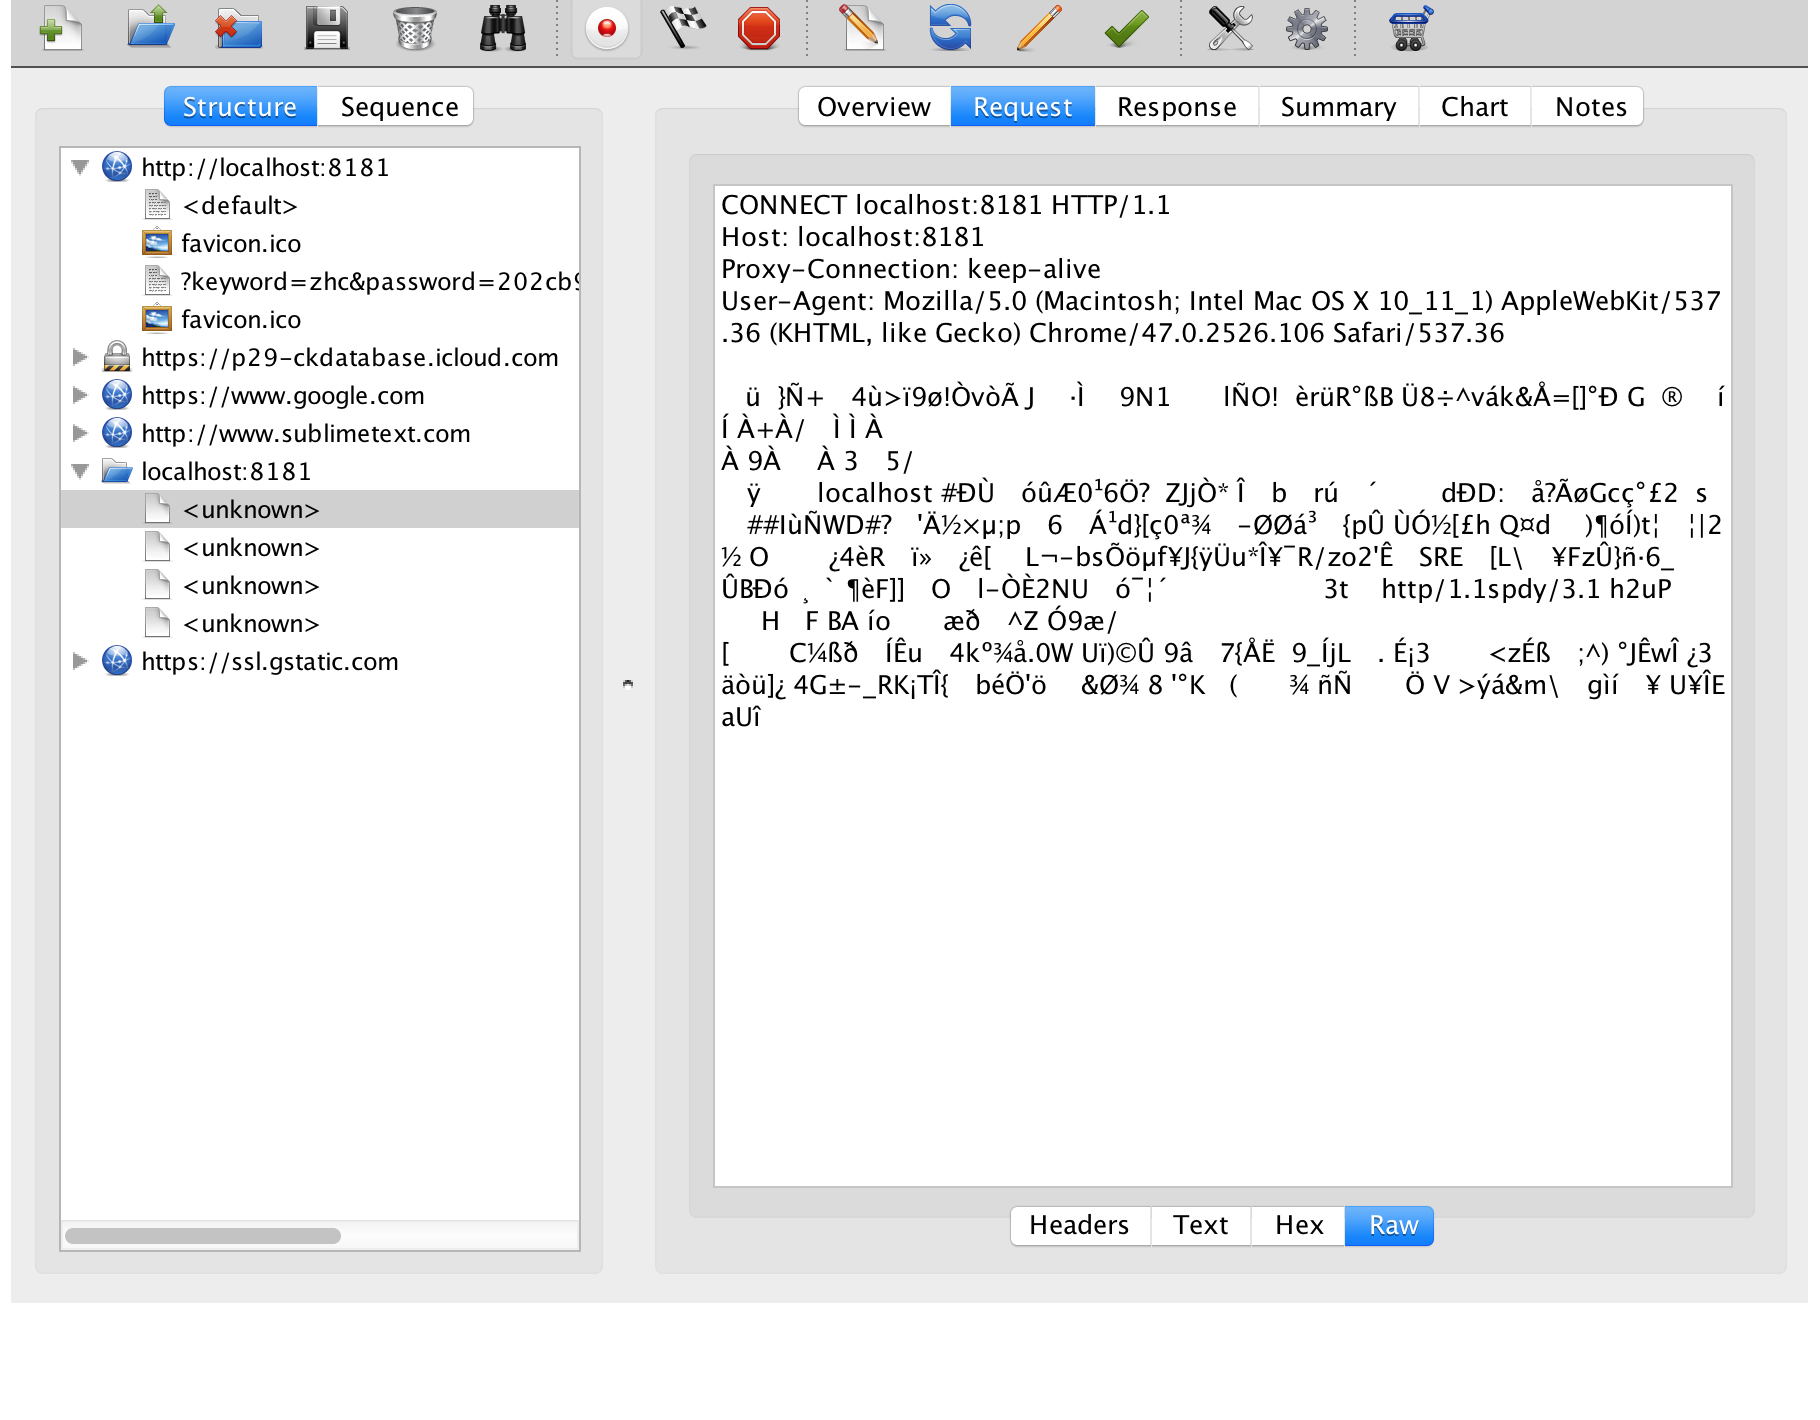 Structure Sequence
http://localhost:8181
<default>
favicon.ico
?keyword=zhc&password=202cb9
favicon.ico
https://p29-ckdatabase.icloud.com
https://www.google.com
http://www.sublimetext.com
localhost:8181
<unknown>
<unknown>
<unknown>
<unknown>
https://ssl.gstatic.com
Overview Request Response Summary Chart Notes
CONNECT localhost:8181 HTTP/1.1
Host: localhost:8181
Proxy-Connection: keep-alive
User-Agent: Mozilla/5.0 (Macintosh; Intel Mac OS X 10_11_1) AppleWebKit/537
.36 (KHTML, like Gecko) Chrome/47.0.2526.106 Safari/537.36
ü }Ñ+ 4ù>ï9ø!ÒvòÃ J ·Ì 9N1 lÑO! èrüR°ßB Ü8÷^vák&Å=[]°Ð G ® í
Í À+À/ Ì Ì À
À 9À À 3 5/
ÿ localhost #ÐÙ óûÆ0¹6Ö? ZJjÒ* Î b rú ´ dÐD: å?ÃøGcç°£2 s
##IùÑWD#? 'Ä½×µ;p 6 Á¹d}[ç0ª¾ -ØØá³ {pÛ ÙÓ½[£h Q¤d )¶óÍ)t¦ ¦|2
½ O ¿4èR ï» ¿ê[ L¬-bsÕöµf¥J{ÿÜu*Î¥¯R/zo2'Ê SRE [L\ ¥FzÛ}ñ·6_
ÛBÐó ¸ ` ¶èF]] O l-ÒÈ2NU ó¯¦´ 3t http/1.1spdy/3.1 h2uP
H F BA ío æð ^Z Ó9æ/
[ C¼ßð ÍÊu 4kº¾å.0W Uï)©Û 9â 7{ÅË 9_ÍjL . É¡3 <zÉß ;^) °JÊwÎ ¿3
äòü]¿ 4G±-_RK¡TÎ{ béÖ'ö &Ø¾ 8 '°K ( ¾ ñÑ Ö V >ýá&m\ gìí ¥ U¥ÎE
aUî
Headers Text Hex Raw